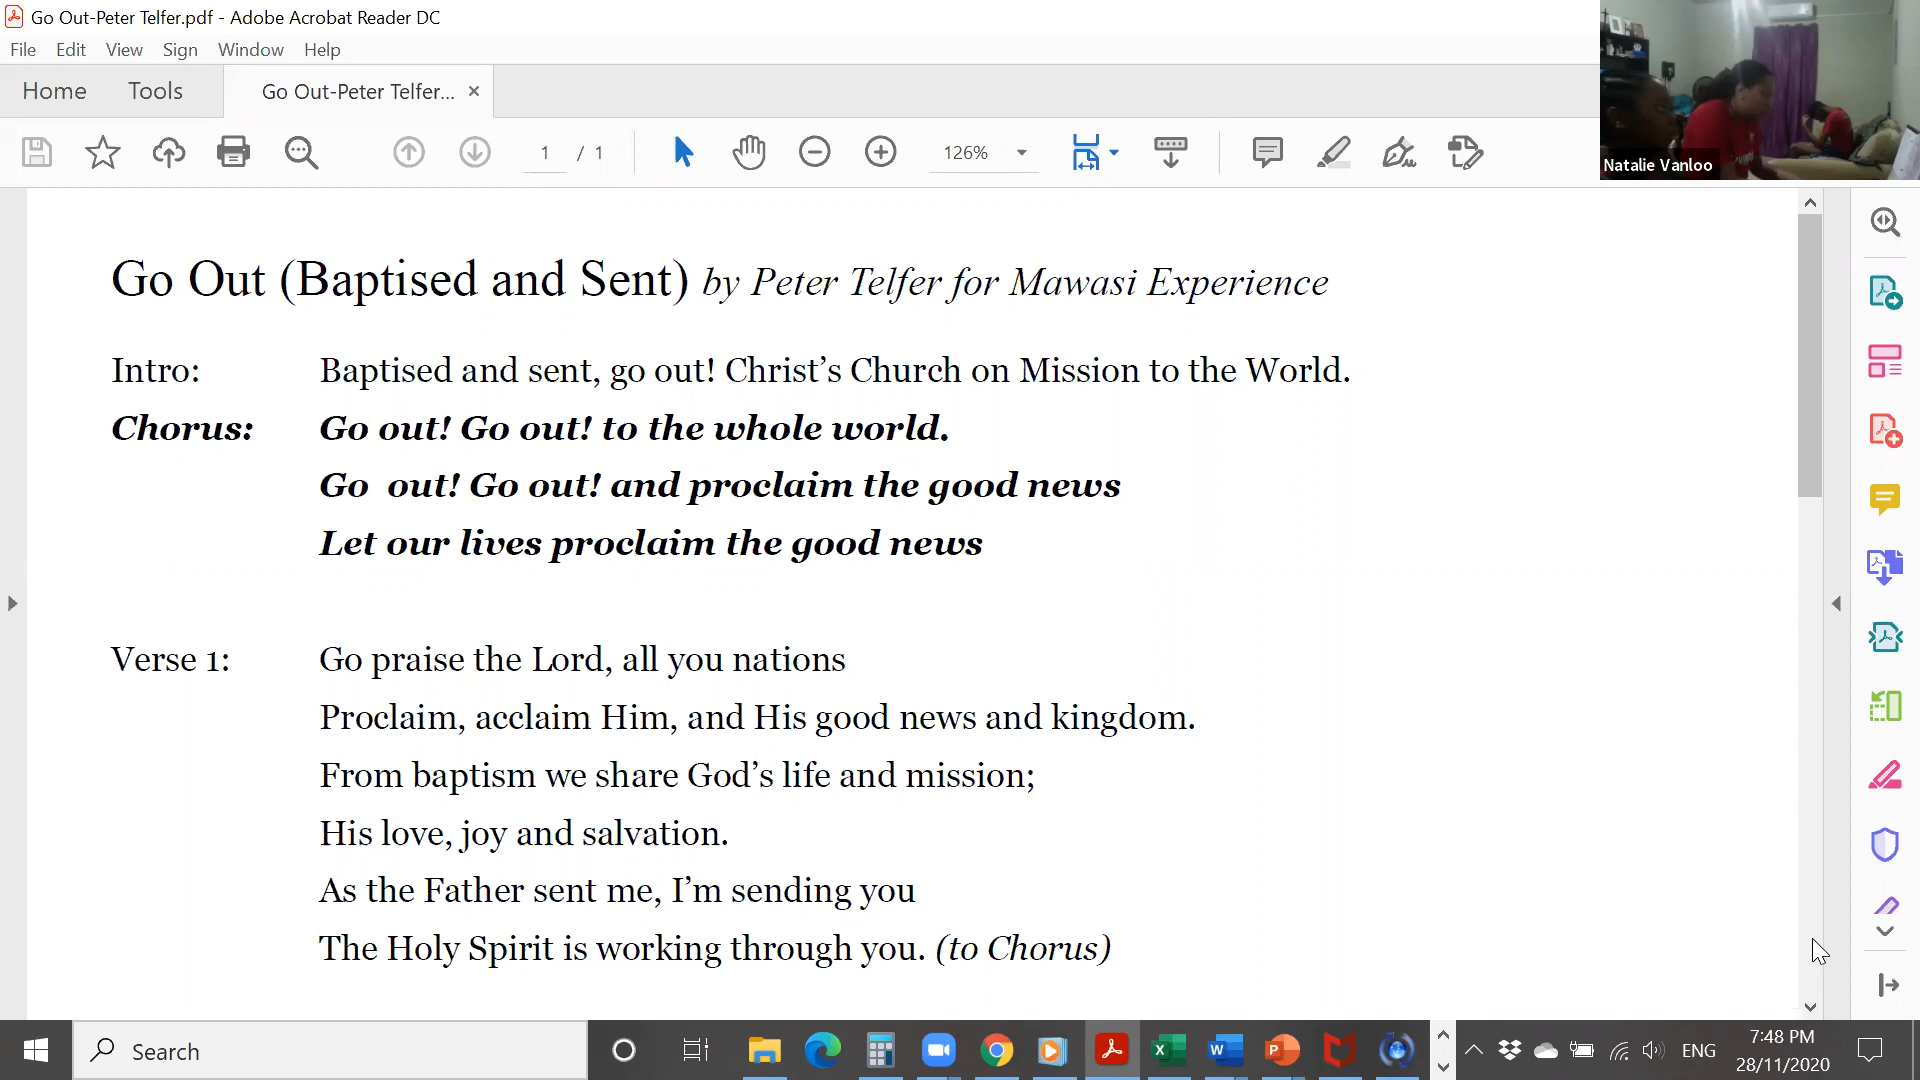 Go Out-Peter Telfer.pdf - Adobe Acrobat Reader DC
File Edit View Sign Window Help
Home Tools Go Out-Peter Telfer... ×
1 / 1 126%
Natalie Vanloo
Go Out (Baptised and Sent) by Peter Telfer for Mawasi Experience
Intro: Baptised and sent, go out! Christ’s Church on Mission to the World.
Chorus: Go out! Go out! to the whole world.
Go  out! Go out! and proclaim the good news
Let our lives proclaim the good news
Verse 1: Go praise the Lord, all you nations
Proclaim, acclaim Him, and His good news and kingdom.
From baptism we share God’s life and mission;
His love, joy and salvation.
As the Father sent me, I’m sending you
The Holy Spirit is working through you. (to Chorus)
Search
ENG
7:48 PM
28/11/2020